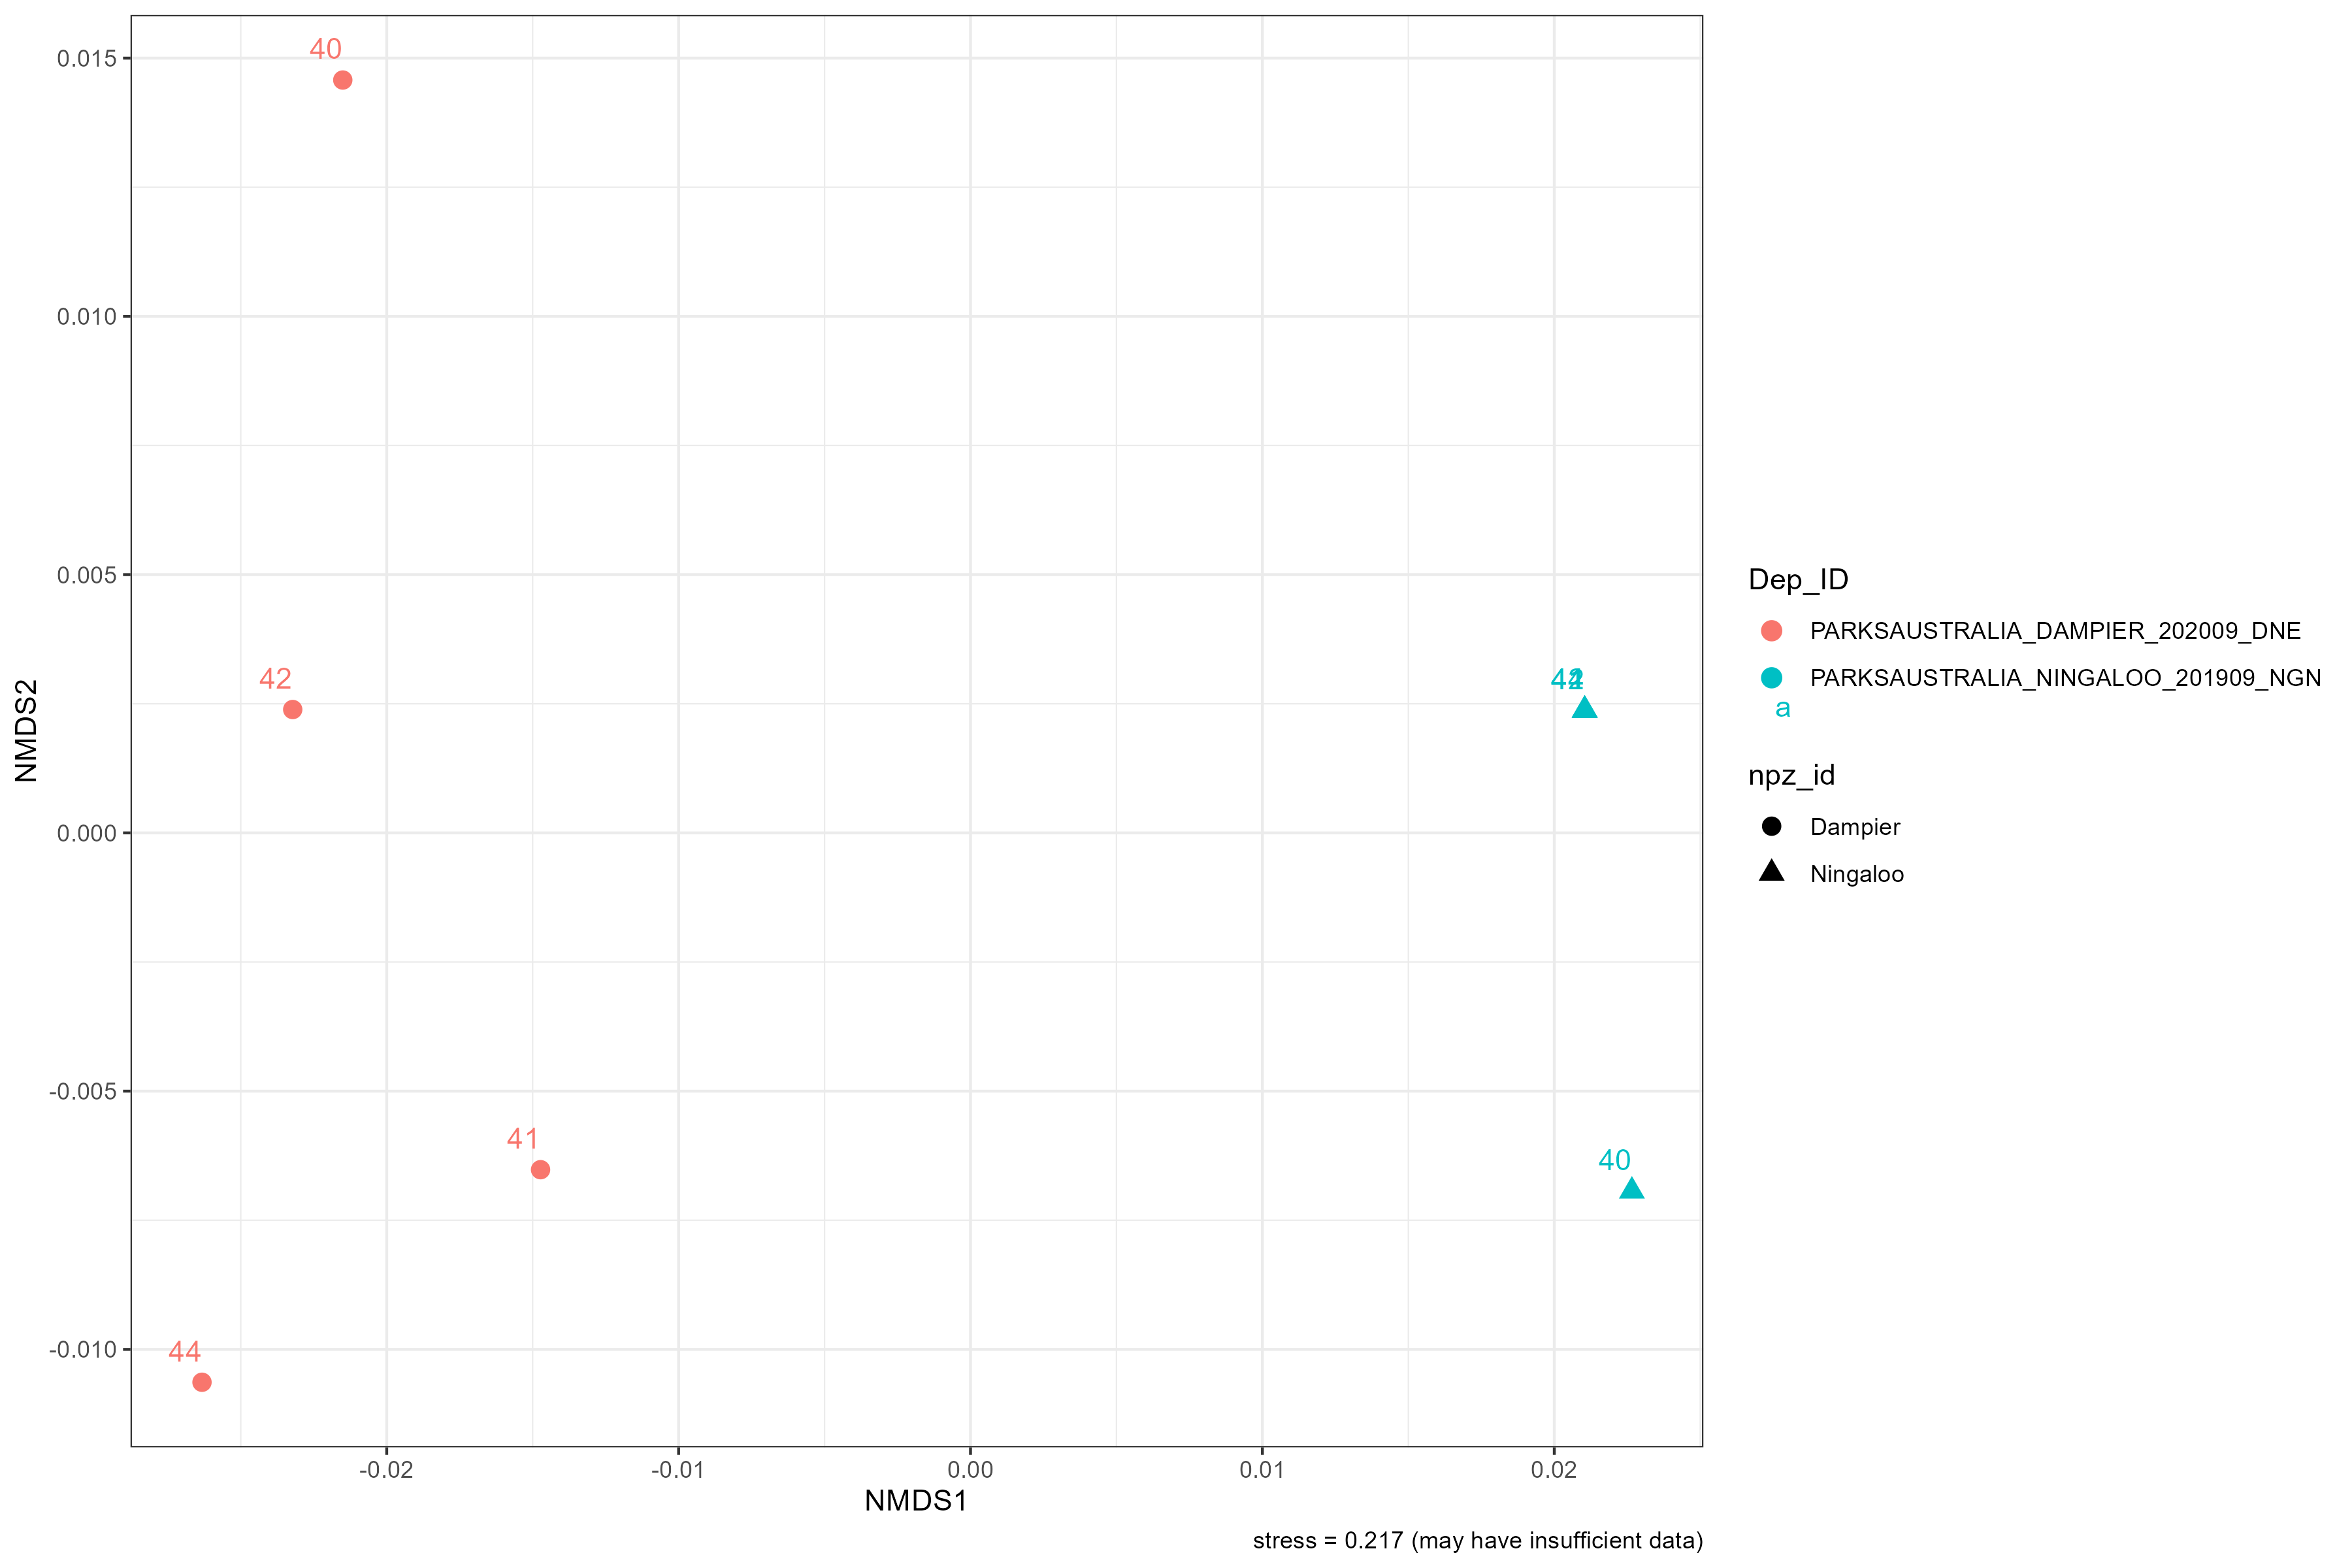 40
0.015
0.010
0.005
42
0.000
-0.005
41
40
-0.010
44
-0.02
-0.01
0.00
0.01
0.02
NMDS1
NMDS2
stress = 0.217 (may have insufficient data)
Dep_ID
PARKSAUSTRALIA_DAMPIER_202009_DNE
PARKSAUSTRALIA_NINGALOO_201909_NGN
a
npz_id
Dampier
Ningaloo